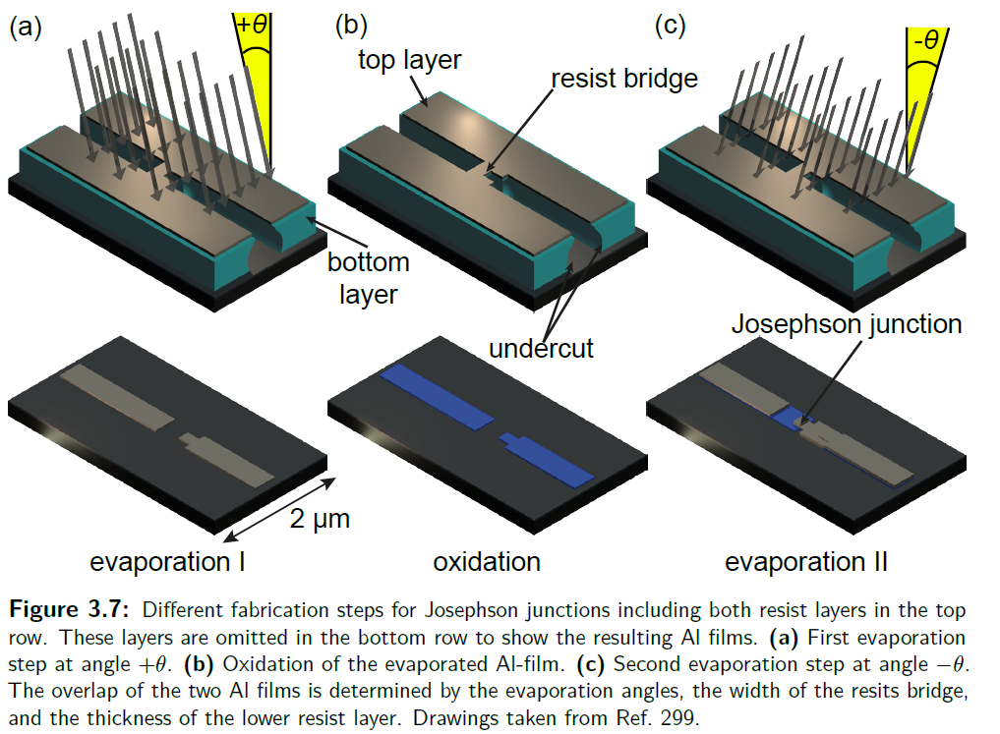 (a)
+θ
(b)
top layer
resist bridge
(c)
-θ
bottom
layer
undercut
Josephson junction
2 μm
evaporation I
oxidation
evaporation II
Figure 3.7: Different fabrication steps for Josephson junctions including both resist layers in the top
row. These layers are omitted in the bottom row to show the resulting Al films. (a) First evaporation
step at angle +θ. (b) Oxidation of the evaporated Al-film. (c) Second evaporation step at angle −θ.
The overlap of the two Al films is determined by the evaporation angles, the width of the resits bridge,
and the thickness of the lower resist layer. Drawings taken from Ref. 299.